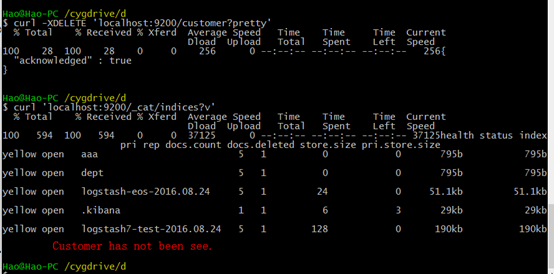 Hao@Hao-PC /cygdrive/d
$ curl -XDELETE 'localhost:9200/customer?pretty'
% Total % Received % Xferd Average Speed Time Time Time Current
Dload Upload Total Spent Left Speed
100 28 100 28 0 0 256 0 --:--:-- --:--:-- --:--:-- 256{
"acknowledged" : true
}
Hao@Hao-PC /cygdrive/d
$ curl 'localhost:9200/_cat/indices?v'
% Total % Received % Xferd Average Speed Time Time Time Current
Dload Upload Total Spent Left Speed
100 594 100 594 0 0 37125 0 --:--:-- --:--:-- --:--:-- 37125health status index
pri rep docs.count docs.deleted store.size pri.store.size
yellow open aaa 5 1 0 0 795b 795b
yellow open dept 5 1 0 0 795b 795b
yellow open logstash-eos-2016.08.24 5 1 24 0 51.1kb 51.1kb
yellow open .kibana 1 1 6 3 29kb 29kb
yellow open logstash7-test-2016.08.24 5 1 128 0 190kb 190kb
Customer has not been see.
Hao@Hao-PC /cygdrive/d